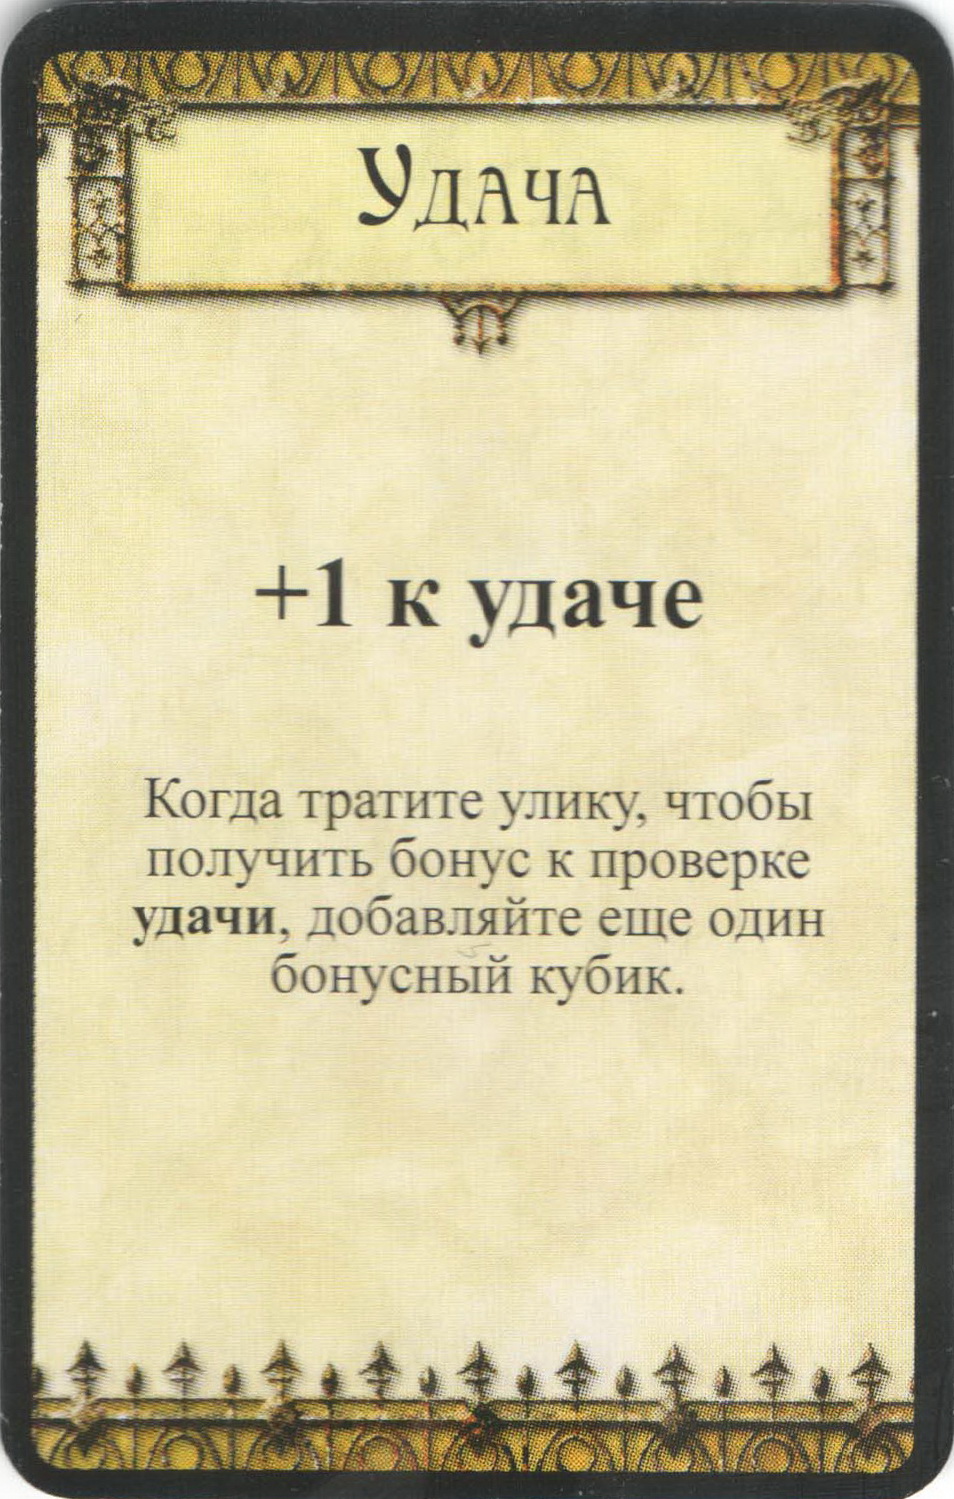 Удача
+1 к удаче
Когда тратите улику, чтобы
получить бонус к проверке
удачи, добавляйте еще один
бонусный кубик.